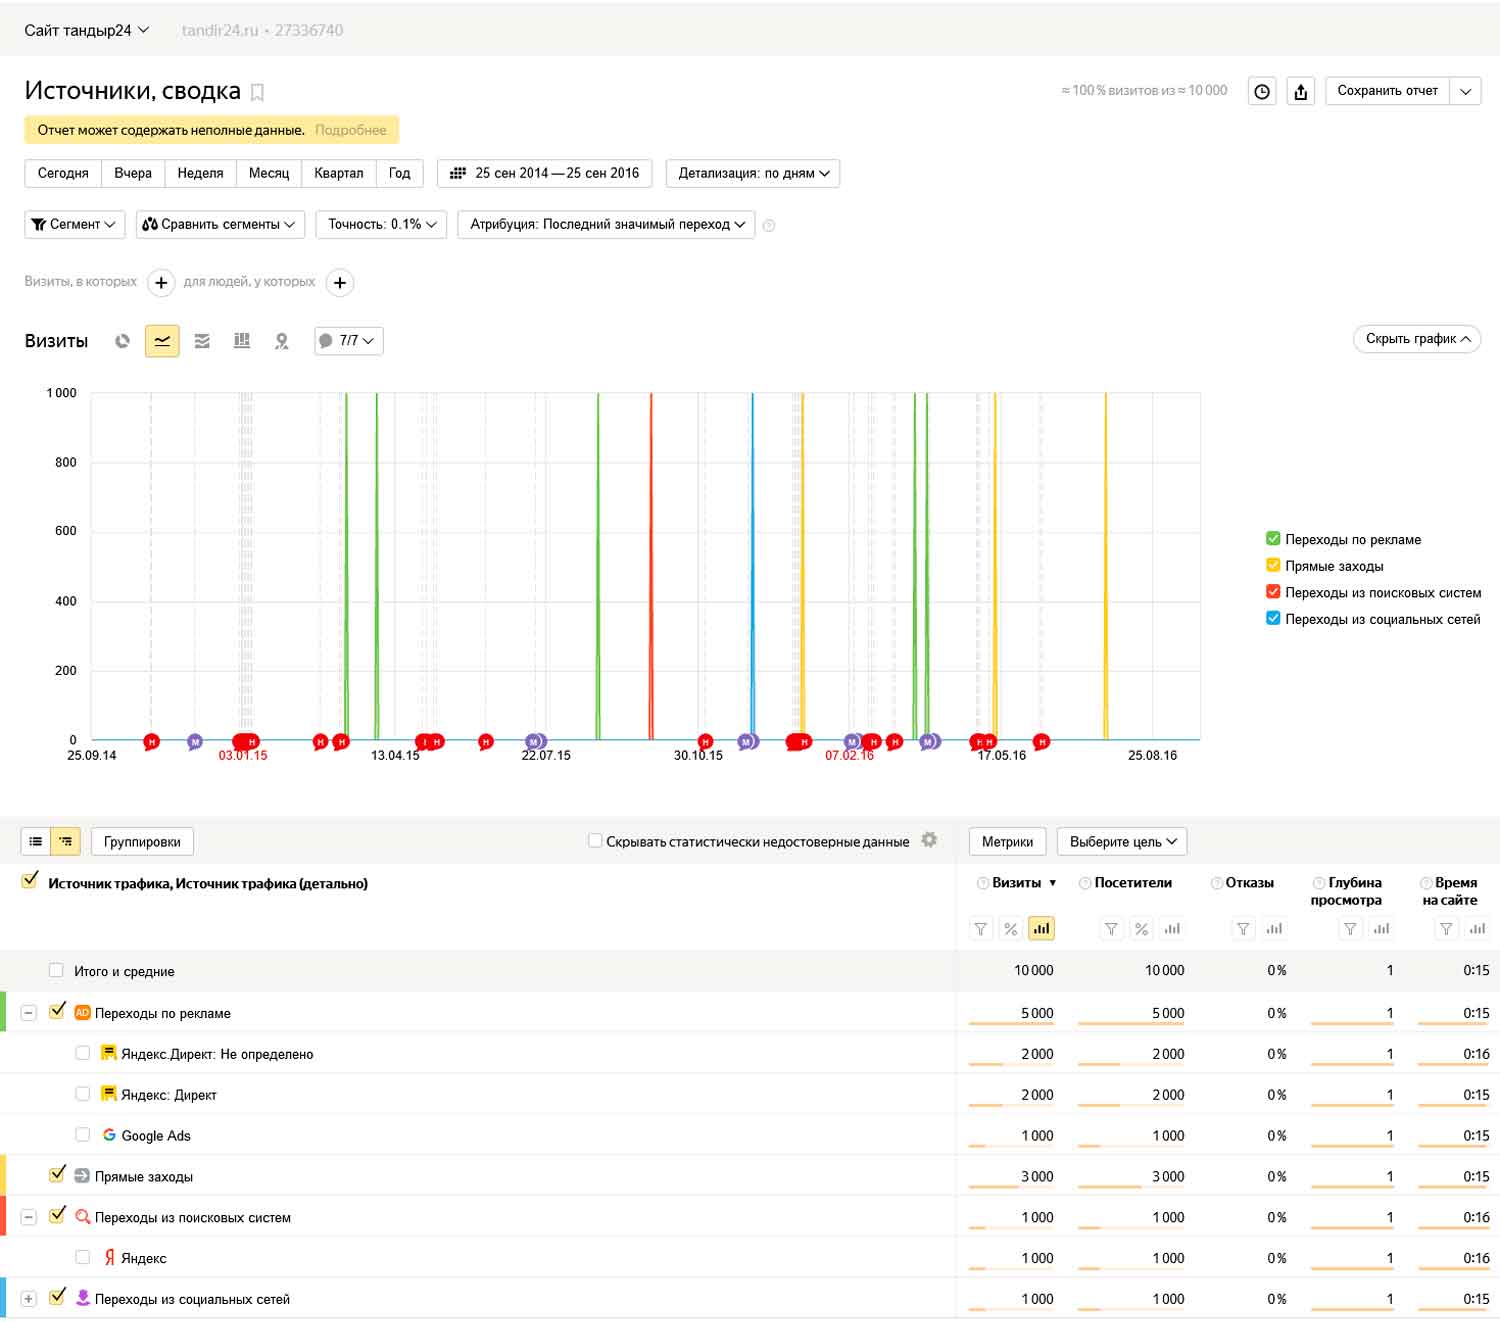 Сайт тандыр24 tandir24.ru • 27336740
Источники, сводка ≈ 100 % визитов из ≈ 10 000 Сохранить отчет
Отчет может содержать неполные данные. Подробнее
Сегодня Вчера Неделя Месяц Квартал Год 25 сен 2014 — 25 сен 2016 Детализация: по дням
Сегмент Сравнить сегменты Точность: 0.1% Атрибуция: Последний значимый переход ?
Визиты, в которых + для людей, у которых +
Визиты 7/7 Скрыть график
1 000
800
600
400
200
0
Переходы по рекламе
Прямые заходы
Переходы из поисковых систем
Переходы из социальных сетей
Н М Н Н Н I Н Н М Н М Н М Н Н М Н Н Н
25.09.14 03.01.15 13.04.15 22.07.15 30.10.15 07.02.16 17.05.16 25.08.16
Группировки Скрывать статистически недостоверные данные Метрики Выберите цель
Источник трафика, Источник трафика (детально) ? Визиты ▼ ? Посетители ? Отказы ? Глубина просмотра ? Время на сайте
% %
Итого и средние 10 000 10 000 0 % 1 0:15
AD Переходы по рекламе 5 000 5 000 0 % 1 0:15
Яндекс.Директ: Не определено 2 000 2 000 0 % 1 0:16
Яндекс: Директ 2 000 2 000 0 % 1 0:15
G Google Ads 1 000 1 000 0 % 1 0:15
Прямые заходы 3 000 3 000 0 % 1 0:15
Переходы из поисковых систем 1 000 1 000 0 % 1 0:16
Я Яндекс 1 000 1 000 0 % 1 0:16
Переходы из социальных сетей 1 000 1 000 0 % 1 0:15